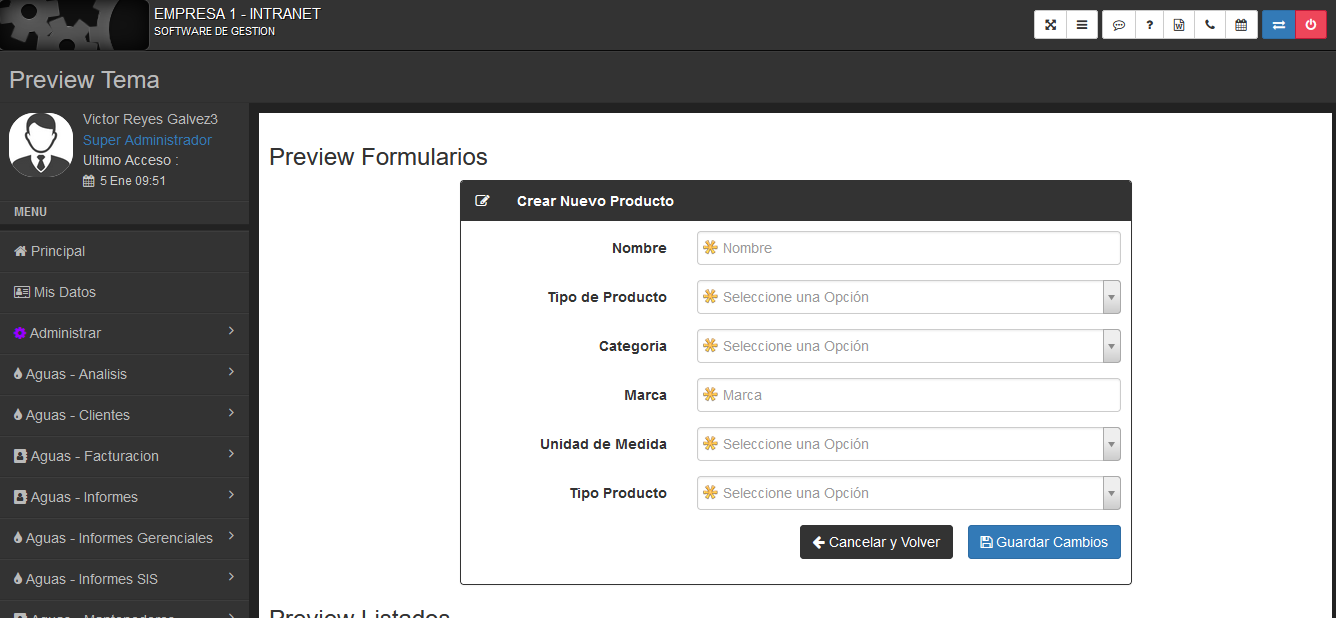 EMPRESA 1 - INTRANET
SOFTWARE DE GESTION
Preview Tema
Victor Reyes Galvez3
Super Administrador
Ultimo Acceso :
5 Ene 09:51
MENU
Principal
Mis Datos
Administrar
Aguas - Analisis
Aguas - Clientes
Aguas - Facturacion
Aguas - Informes
Aguas - Informes Gerenciales
Aguas - Informes SIS
Aguas - Mantenedores
Preview Formularios
Crear Nuevo Producto
Nombre
Nombre
Tipo de Producto
Seleccione una Opción
Categoria
Seleccione una Opción
Marca
Marca
Unidad de Medida
Seleccione una Opción
Tipo Producto
Seleccione una Opción
Cancelar y Volver
Guardar Cambios
Preview Listados